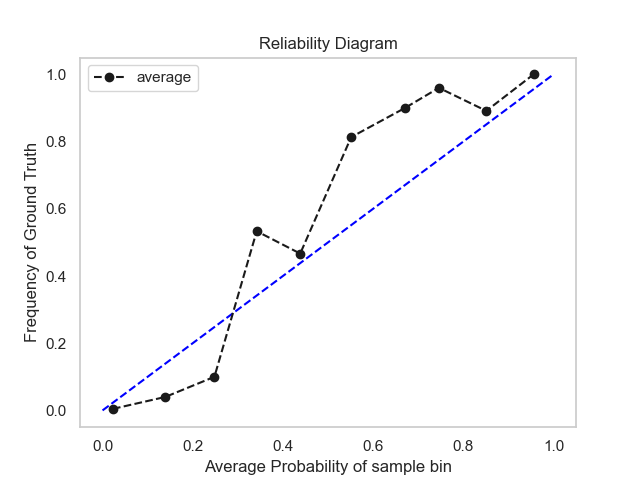 Reliability Diagram
average
Frequency of Ground Truth
1.0
0.8
0.6
0.4
0.2
0.0
0.0 0.2 0.4 0.6 0.8 1.0
Average Probability of sample bin